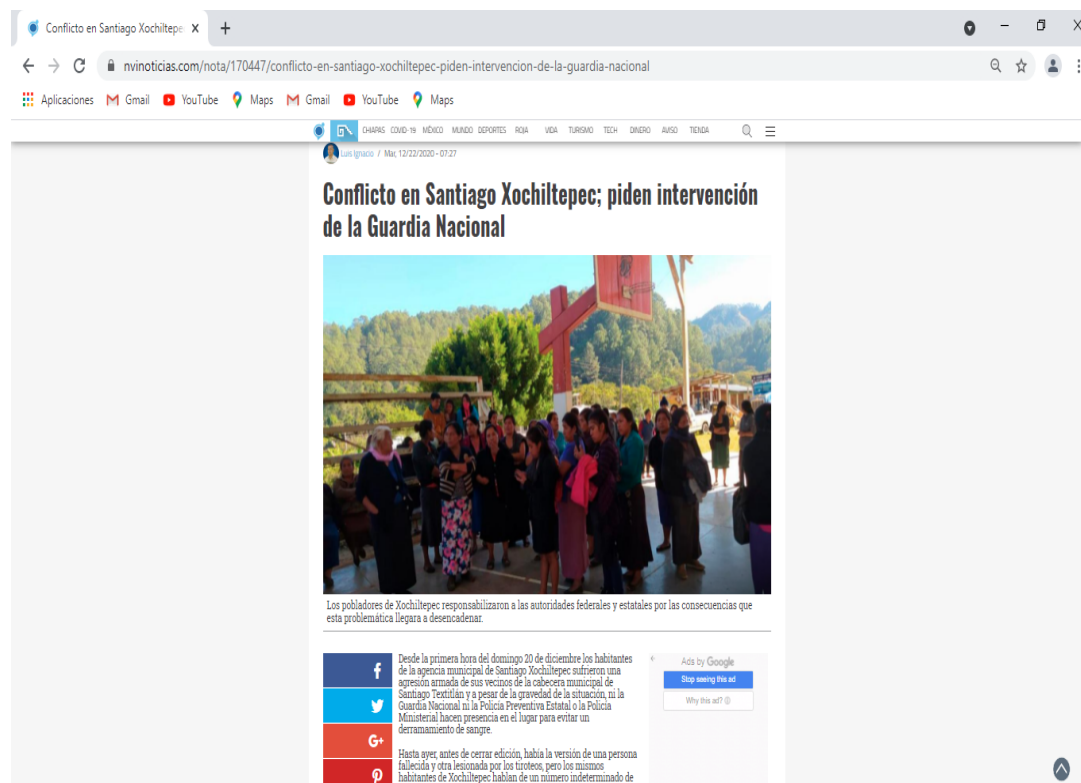 Conflicto en Santiago Xochiltepe
nvinoticias.com/nota/170447/conflicto-en-santiago-xochiltepec-piden-intervencion-de-la-guardia-nacional
Aplicaciones Gmail YouTube Maps Gmail YouTube Maps
CHIAPAS COVID-19 MÉXICO MUNDO DEPORTES ROJA VIDA TURISMO TECH DINERO AVISO TIENDA
Luis Ignacio / Mar, 12/22/2020 - 07:27
Conflicto en Santiago Xochiltepec; piden intervención
de la Guardia Nacional
Los pobladores de Xochiltepec responsabilizaron a las autoridades federales y estatales por las consecuencias que
esta problemática llegara a desencadenar.
Desde la primera hora del domingo 20 de diciembre los habitantes
de la agencia municipal de Santiago Xochiltepec sufrieron una
agresión armada de sus vecinos de la cabecera municipal de
Santiago Textitlán y a pesar de la gravedad de la situación, ni la
Guardia Nacional ni la Policía Preventiva Estatal o la Policía
Ministerial hacen presencia en el lugar para evitar un
derramamiento de sangre.
Hasta ayer, antes de cerrar edición, había la versión de una persona
fallecida y otra lesionada por los tiroteos, pero los mismos
habitantes de Xochiltepec hablan de un número indeterminado de
Ads by Google
Stop seeing this ad
Why this ad?